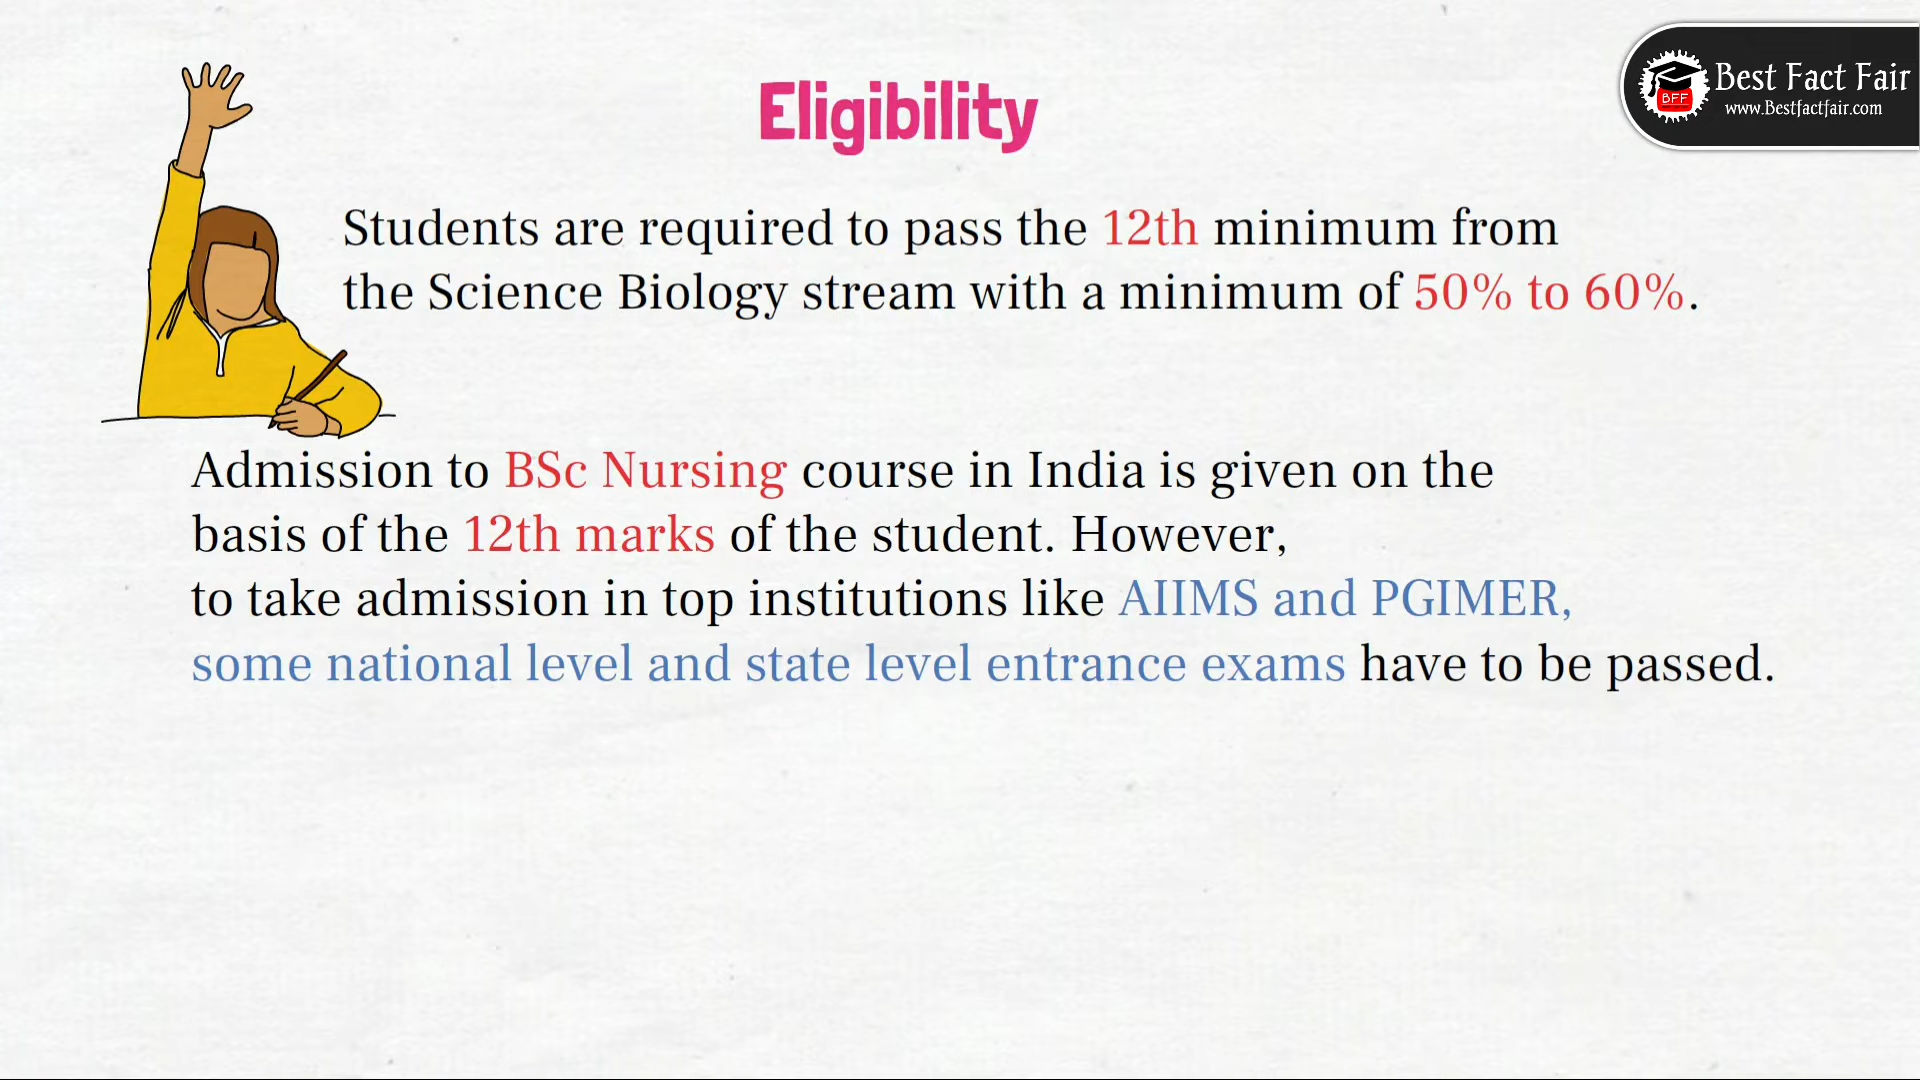 Eligibility
BFF
Best Fact Fair
www.Bestfactfair.com
Students are required to pass the 12th minimum from
the Science Biology stream with a minimum of 50% to 60%.
Admission to BSc Nursing course in India is given on the
basis of the 12th marks of the student. However,
to take admission in top institutions like AIIMS and PGIMER,
some national level and state level entrance exams have to be passed.